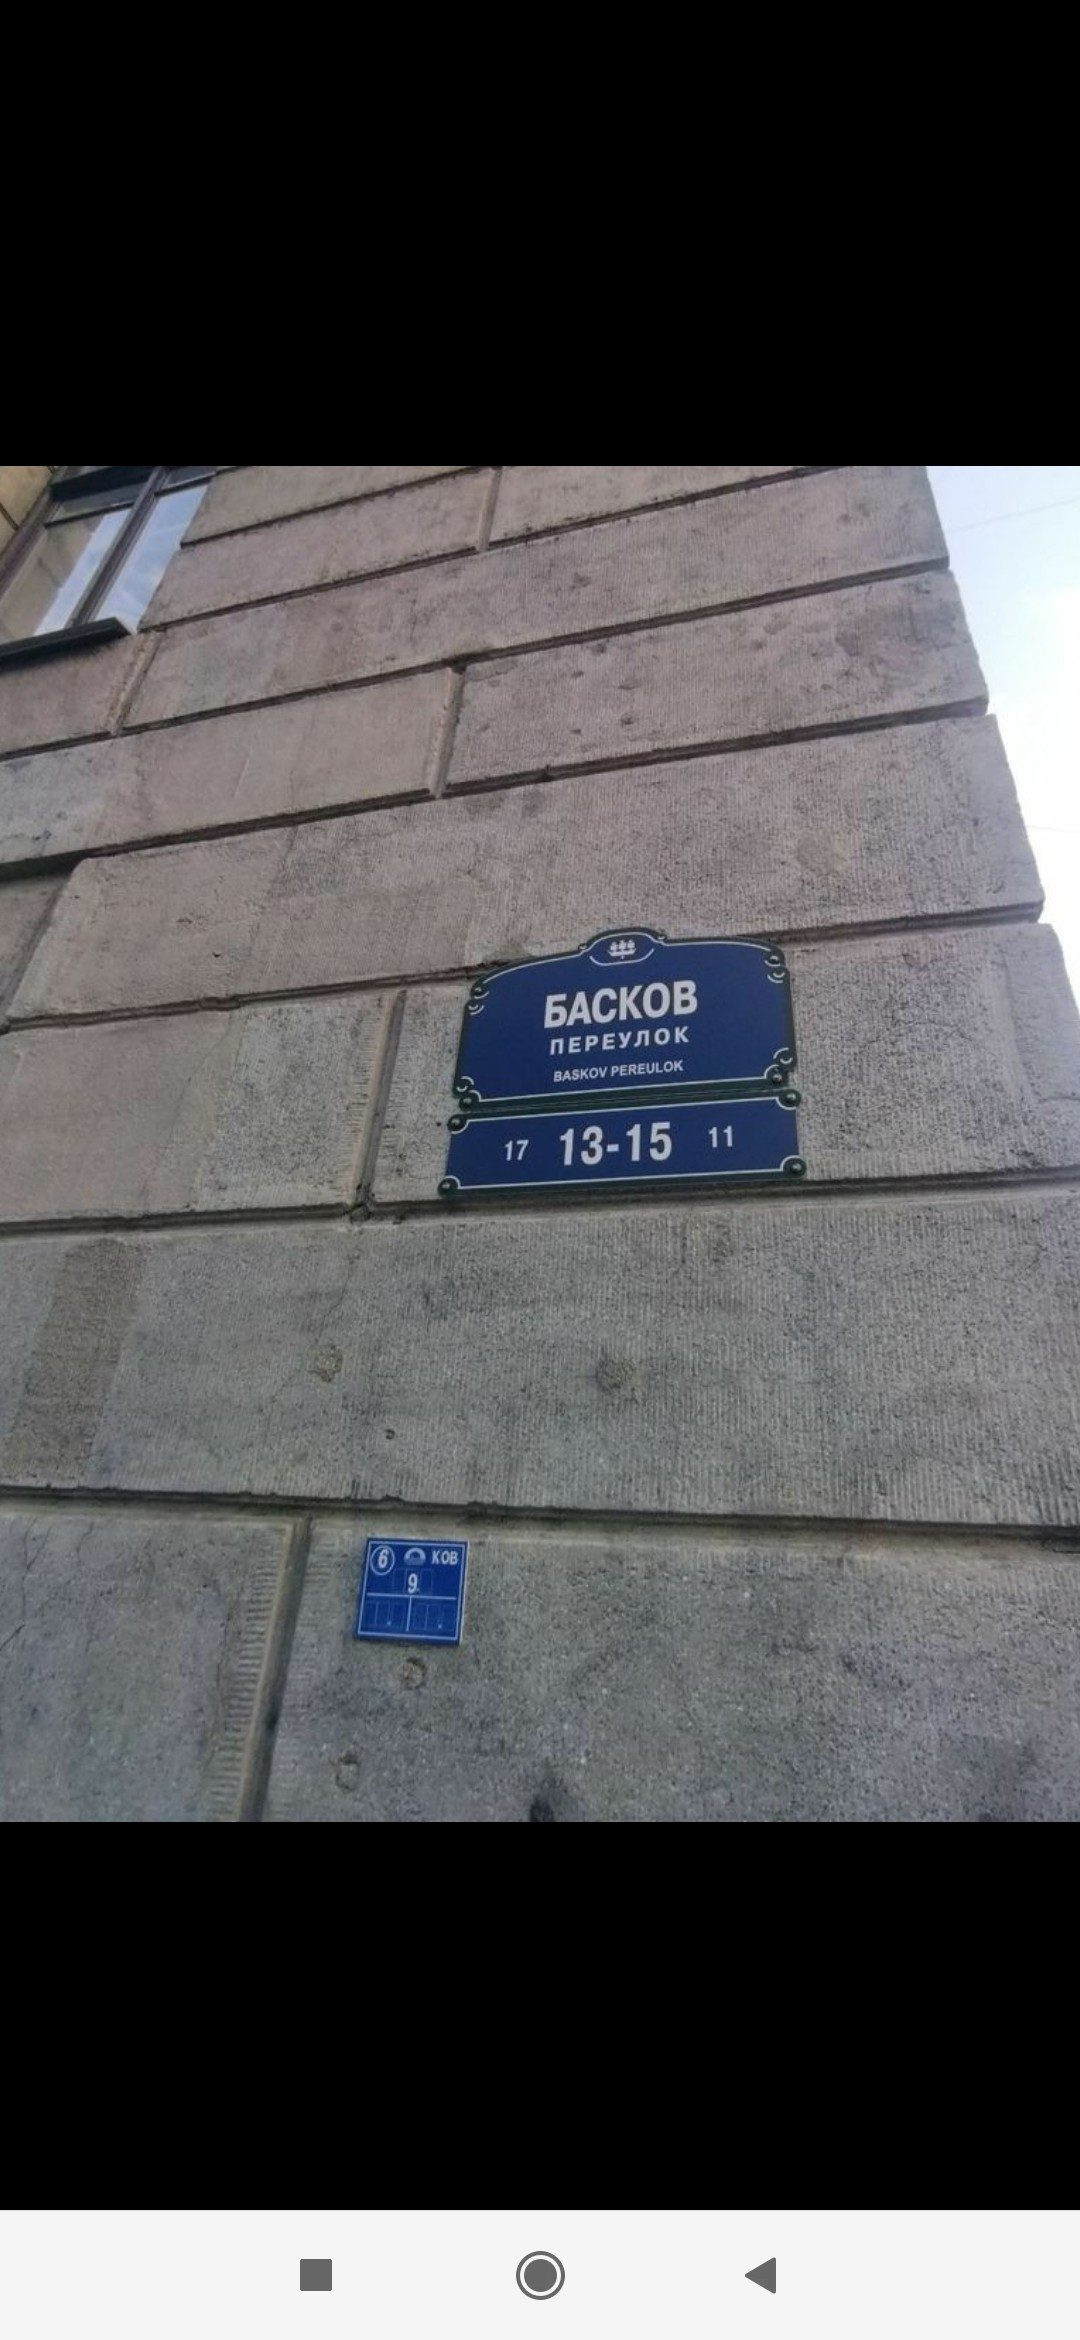 БАСКОВ
ПЕРЕУЛОК
BASKOV PEREULOK
17 13-15 11
6 КОВ
9